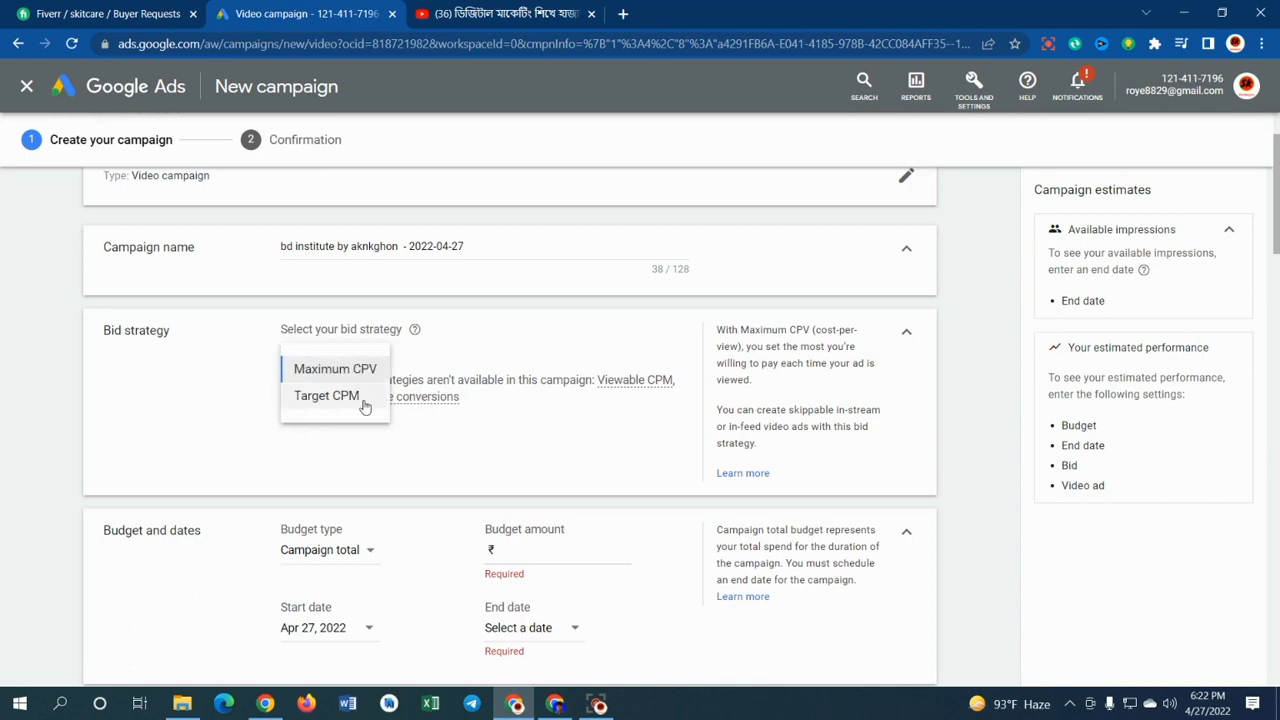 Fiverr / skitcare / Buyer Requests
Video campaign - 121-411-7196
(36) ডিজিটাল মার্কেটিং শিখে হাজা
ads.google.com/aw/campaigns/new/video?ocid=818721982&workspaceId=0&cmpnInfo=%7B"1"%3A4%2C"8"%3A"a4291FB6A-E041-4185-978B-42CC084AFF35--1...
Google Ads
New campaign
SEARCH
REPORTS
TOOLS AND SETTINGS
HELP
NOTIFICATIONS
121-411-7196
roye8829@gmail.com
1 Create your campaign
2 Confirmation
Type: Video campaign
Campaign name
bd institute by aknkghon - 2022-04-27
38 / 128
Bid strategy
Select your bid strategy
Maximum CPV
Target CPM
tegies aren't available in this campaign: Viewable CPM,
e conversions
With Maximum CPV (cost-per-
view), you set the most you're
willing to pay each time your ad is
viewed.
You can create skippable in-stream
or in-feed video ads with this bid
strategy.
Learn more
Budget and dates
Budget type
Campaign total
Budget amount
₹
Required
Start date
Apr 27, 2022
End date
Select a date
Required
Campaign total budget represents
your total spend for the duration of
the campaign. You must schedule
an end date for the campaign.
Learn more
Campaign estimates
Available impressions
To see your available impressions,
enter an end date
• End date
Your estimated performance
To see your estimated performance,
enter the following settings:
• Budget
• End date
• Bid
• Video ad
93°F Haze
6:22 PM
4/27/2022